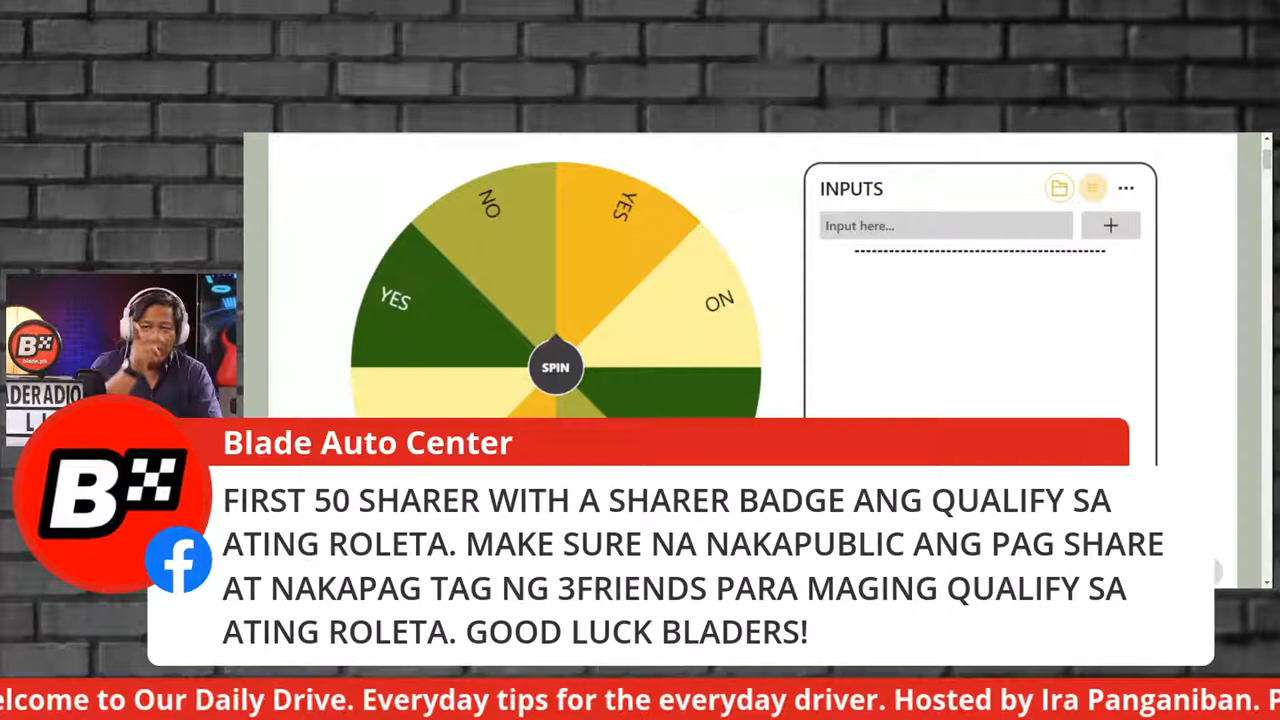 NO
YES
YES
NO
SPIN
INPUTS
Input here...
B
blade.ph
B
Blade Auto Center
FIRST 50 SHARER WITH A SHARER BADGE ANG QUALIFY SA
ATING ROLETA. MAKE SURE NA NAKAPUBLIC ANG PAG SHARE
AT NAKAPAG TAG NG 3FRIENDS PARA MAGING QUALIFY SA
ATING ROLETA. GOOD LUCK BLADERS!
elcome to Our Daily Drive. Everyday tips for the everyday driver. Hosted by Ira Panganiban.